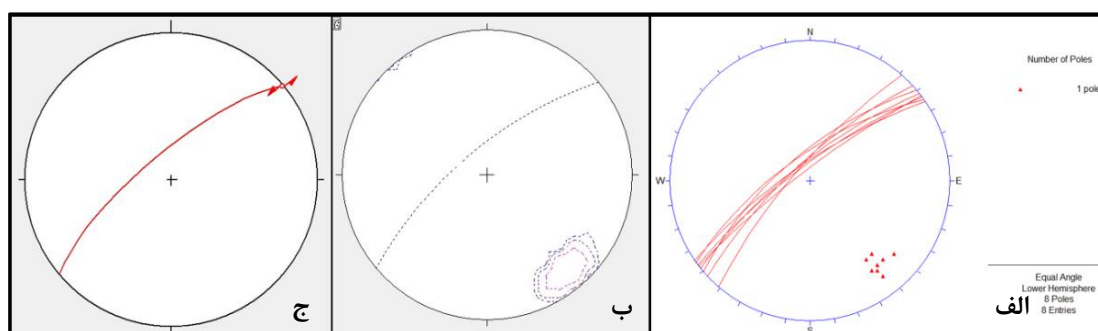 ج
ب
N
W
E
S
الف
Number of Poles
1 pole
Equal Angle
Lower Hemisphere
8 Poles
8 Entries